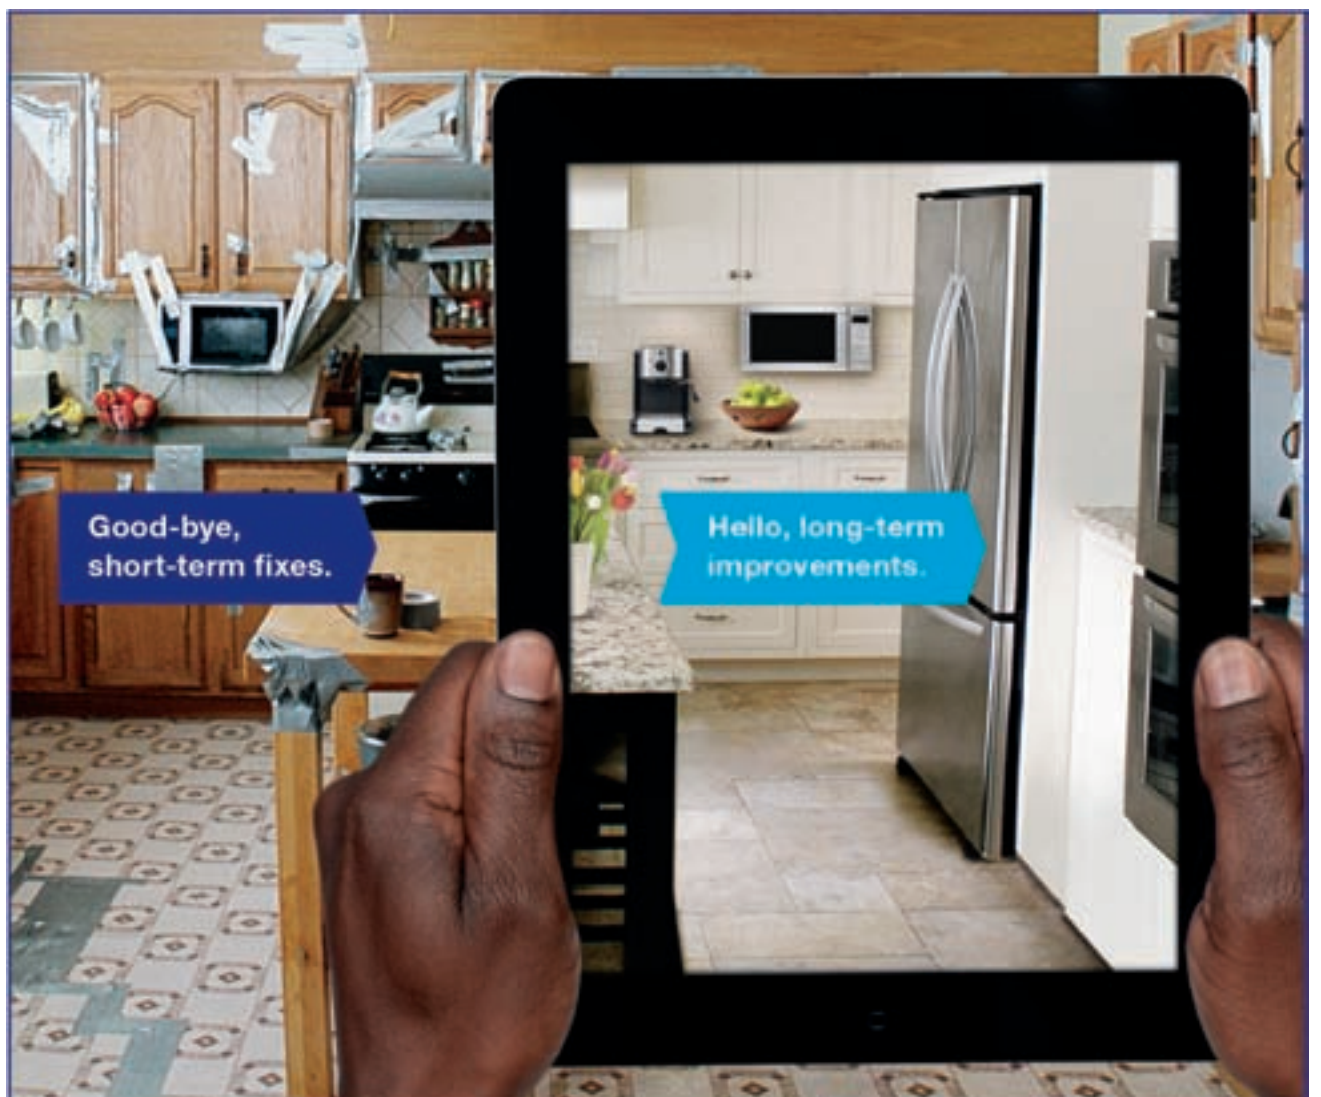 Good-bye,
short-term fixes.
Hello, long-term
improvements.